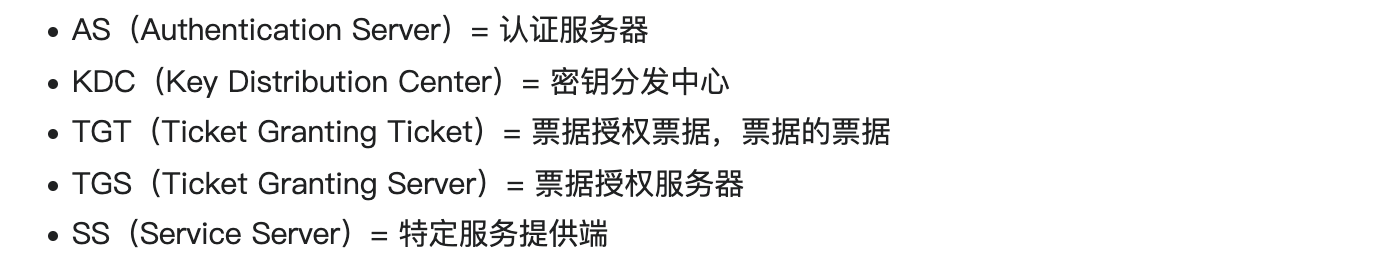 • AS（Authentication Server）= 认证服务器
• KDC（Key Distribution Center）= 密钥分发中心
• TGT（Ticket Granting Ticket）= 票据授权票据，票据的票据
• TGS（Ticket Granting Server）= 票据授权服务器
• SS（Service Server）= 特定服务提供端